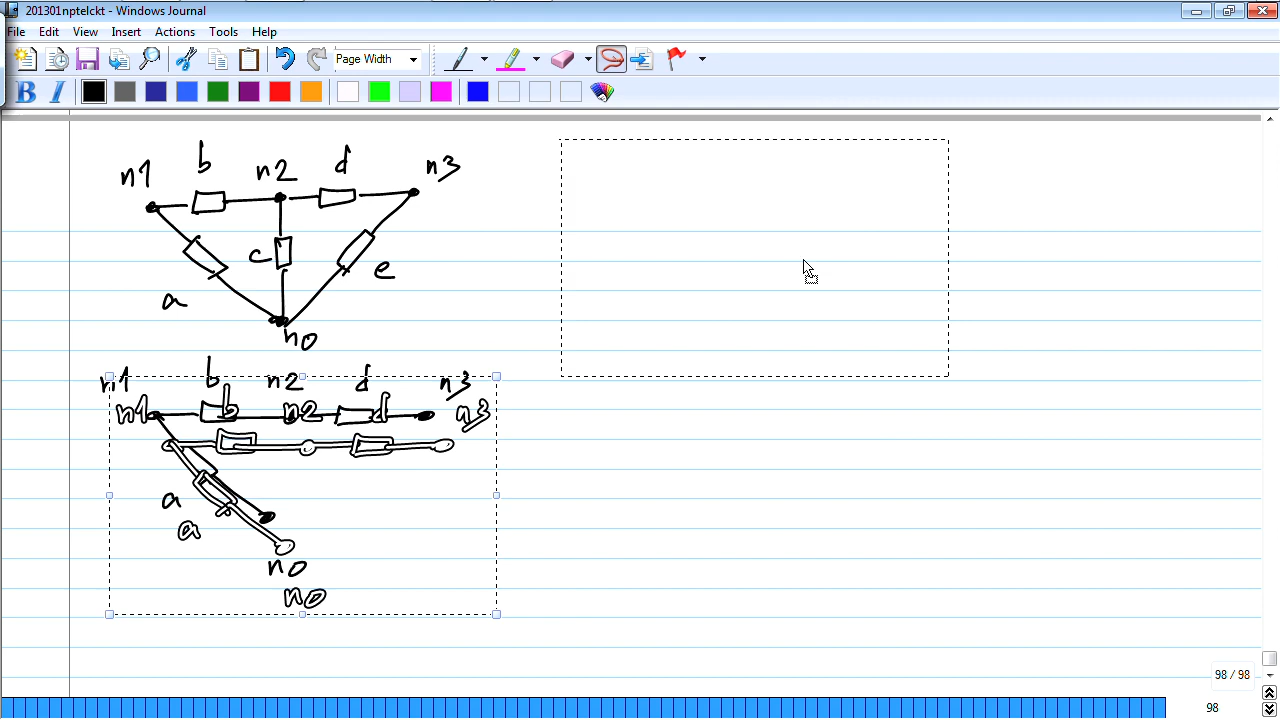 201301nptelckt - Windows Journal
File Edit View Insert Actions Tools Help
Page Width
B I
n1 b n2 d n3
c e
a
n0
n1 b n2 d n3
n1 b n2 d n3
a
a
n0
n0
98 / 98
98